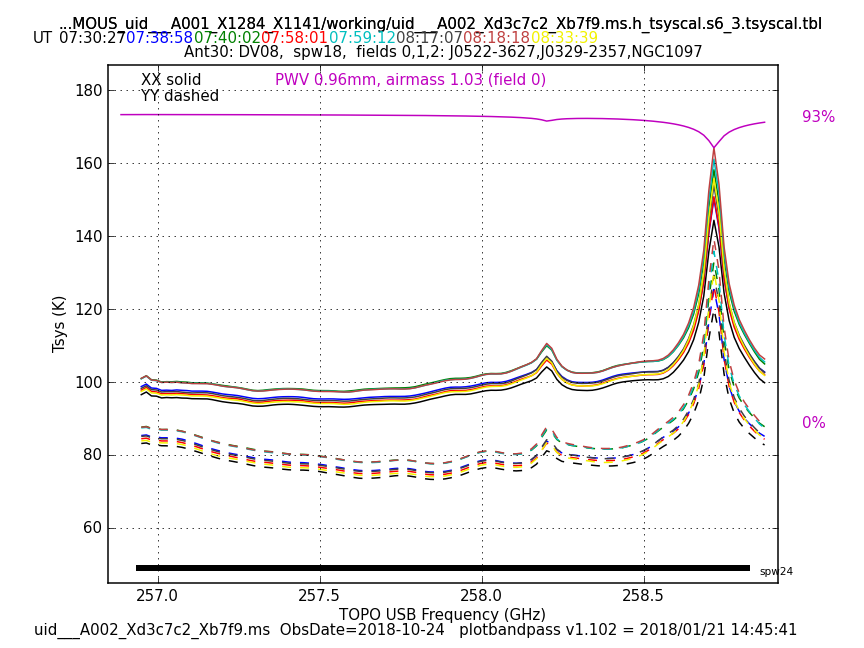 ...MOUS_uid___A001_X1284_X1141/working/uid___A002_Xd3c7c2_Xb7f9.ms.h_tsyscal.s6_3.tsyscal.tbl
UT 07:30:27 07:38:58 07:40:02 07:58:01 07:59:12 08:17:07 08:18:18 08:33:39
Ant30: DV08, spw18, fields 0,1,2: J0522-3627,J0329-2357,NGC1097
XX solid
PWV 0.96mm, airmass 1.03 (field 0)
YY dashed
180
160
140
120
100
80
60
Tsys (K)
93%
0%
spw24
257.0 257.5 258.0 258.5
TOPO USB Frequency (GHz)
uid___A002_Xd3c7c2_Xb7f9.ms ObsDate=2018-10-24 plotbandpass v1.102 = 2018/01/21 14:45:41